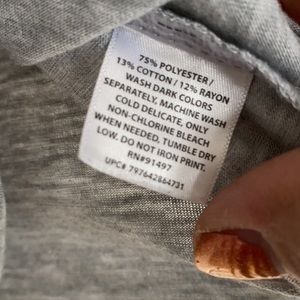 75% POLYESTER /
13% COTTON / 12% RAYON
WASH DARK COLORS
SEPARATELY, MACHINE WASH
COLD DELICATE, ONLY
NON-CHLORINE BLEACH
WHEN NEEDED, TUMBLE DRY
LOW. DO NOT IRON PRINT.
RN#91497
UPC# 797642864731